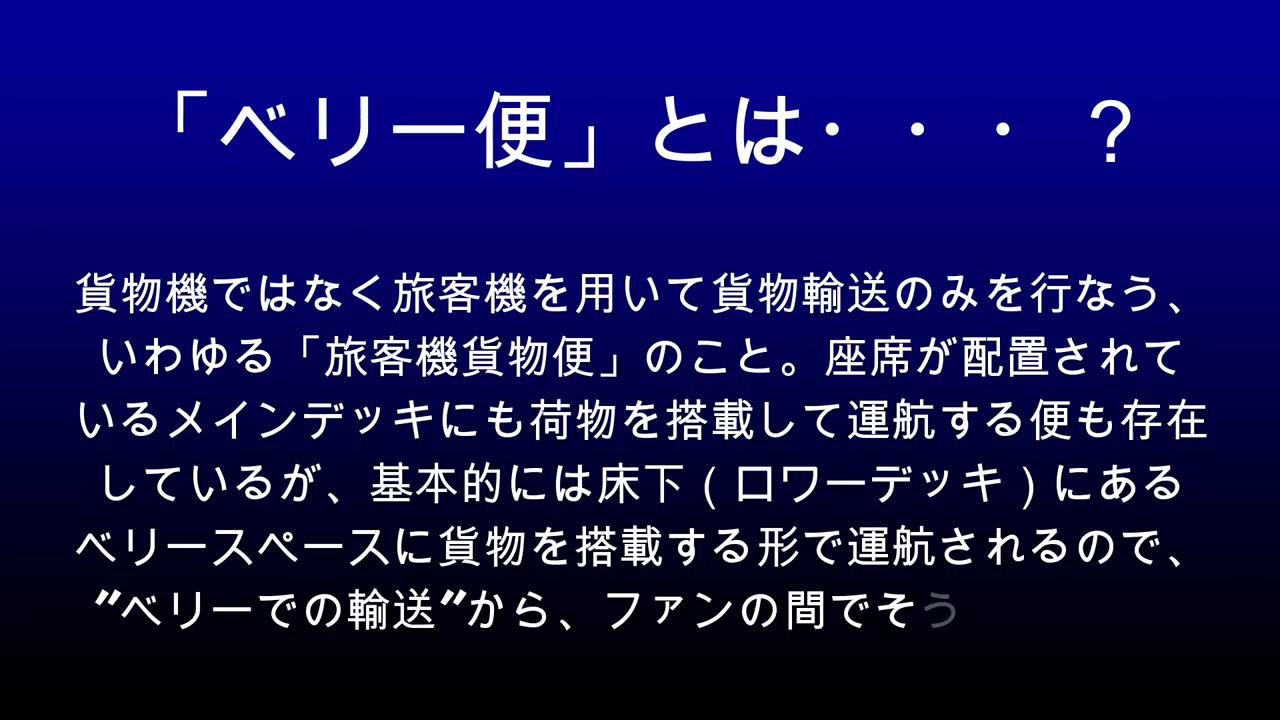 「ベリー便」とは・・・？
貨物機ではなく旅客機を用いて貨物輸送のみを行なう、
いわゆる「旅客機貨物便」のこと。座席が配置されて
いるメインデッキにも荷物を搭載して運航する便も存在
しているが、基本的には床下(ロワーデッキ)にある
ベリースペースに貨物を搭載する形で運航されるので、
"ベリーでの輸送"から、ファンの間でそう